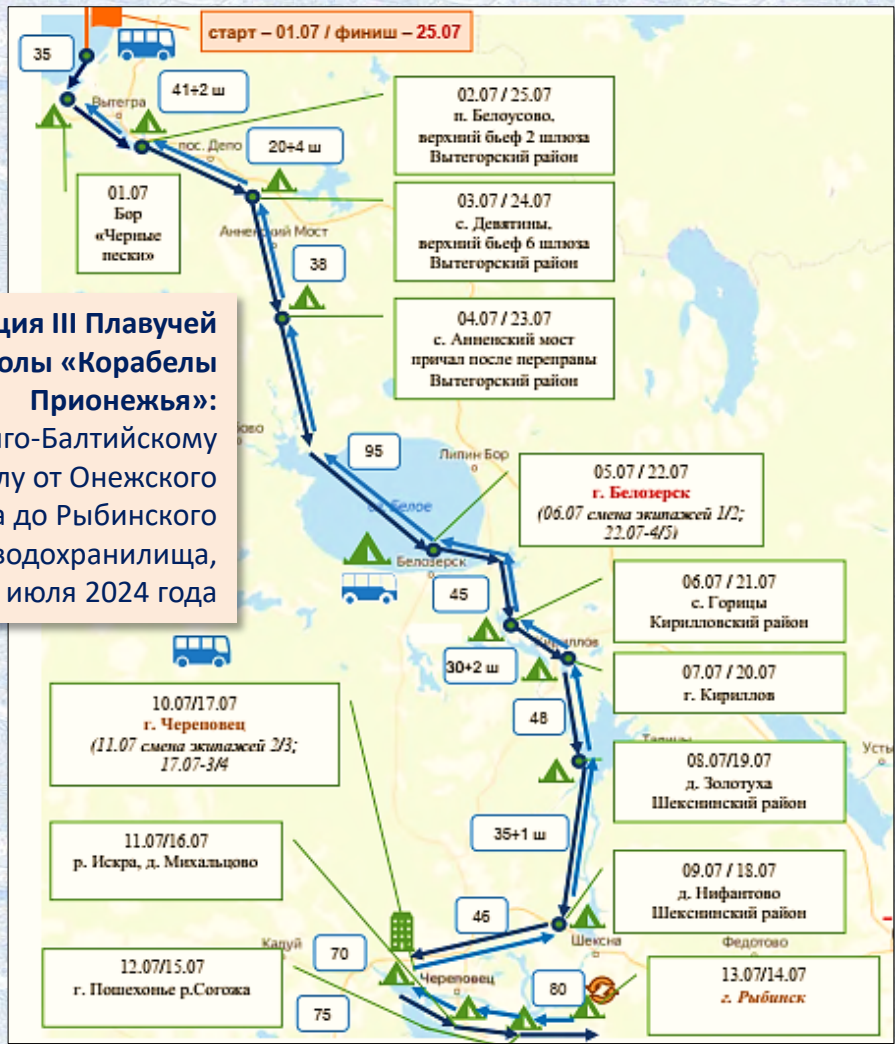 старт – 01.07 / финиш – 25.07
35
Вытегра
41+2 ш
пос. Депо
20+4 ш
02.07 / 25.07
п. Белоусово,
верхний бьеф 2 шлюза
Вытегорский район
01.07
Бор
«Черные
пески»
03.07 / 24.07
с. Девятины,
верхний бьеф 6 шлюза
Вытегорский район
Анненский Мост
38
04.07 / 23.07
с. Анненский мост
причал после переправы
Вытегорский район
ция III Плавучей
олы «Корабелы
Прионежья»:
го-Балтийскому
лу от Онежского
а до Рыбинского
водохранилища,
июля 2024 года
ово
95
Липин Бор
05.07 / 22.07
г. Белозерск
(06.07 смена экипажей 1/2;
22.07-4/5)
Белое
Белозерск
45
06.07 / 21.07
с. Горицы
Кирилловский район
30+2 ш
07.07 / 20.07
г. Кириллов
10.07/17.07
г. Череповец
(11.07 смена экипажей 2/3;
17.07-3/4
48
Усть
08.07/19.07
д. Золотуха
Шекснинский район
35+1 ш
11.07/16.07
р. Искра, д. Михальцово
09.07 / 18.07
д. Нифантово
Шекснинский район
46
Шексна
Федотово
Кадуй
70
12.07/15.07
г. Пошехонье р.Согожа
Череповец
80
13.07/14.07
г. Рыбинск
75